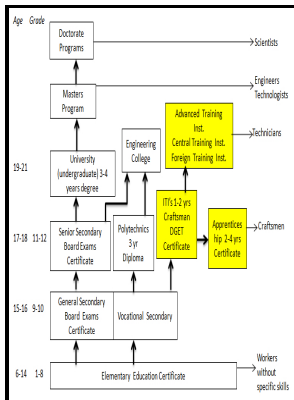 Age Grade
Doctorate
Programs
Scientists
Masters
Program
Engineers
Technologists
Advanced Training
Inst.
Central Training Inst.
Foreign Training Inst.
Technicians
Engineering
College
19-21
University
(undergraduate) 3-4
years degree
ITI's 1-2 yrs
Craftsman
DGET
Certificate
Apprentices
hip 2-4 yrs
Certificate
Craftsmen
17-18 11-12
Senior Secondary
Board Exams
Certificate
Polytechnics
3 yr
Diploma
15-16 9-10
General Secondary
Board Exams
Certificate
Vocational Secondary
6-14 1-8
Elementary Education Certificate
Workers
without
specific skills